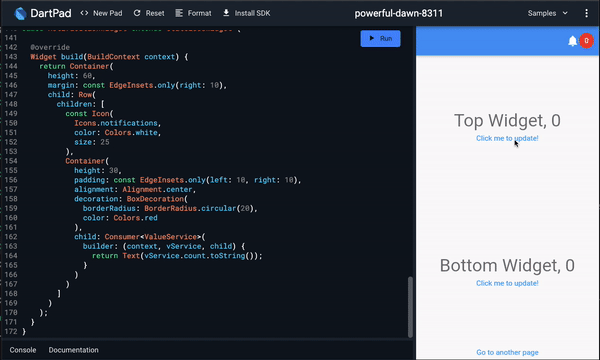 DartPad
New Pad
Reset
Format
Install SDK
powerful-dawn-8311
Samples
Run
141
142 @override
143 Widget build(BuildContext context) {
144 return Container(
145 height: 60,
146 margin: const EdgeInsets.only(right: 10),
147 child: Row(
148 children: [
149 const Icon(
150 Icons.notifications,
151 color: Colors.white,
152 size: 25
153 ),
154 Container(
155 height: 30,
156 padding: const EdgeInsets.only(left: 10, right: 10),
157 alignment: Alignment.center,
158 decoration: BoxDecoration(
159 borderRadius: BorderRadius.circular(20),
160 color: Colors.red
161 ),
162 child: Consumer<ValueService>(
163 builder: (context, vService, child) {
164 return Text(vService.count.toString());
165 }
166 )
167 )
168 ]
169 )
170 );
171 }
172 }
Console
Documentation
0
Top Widget, 0
Click me to update!
Bottom Widget, 0
Click me to update!
Go to another page